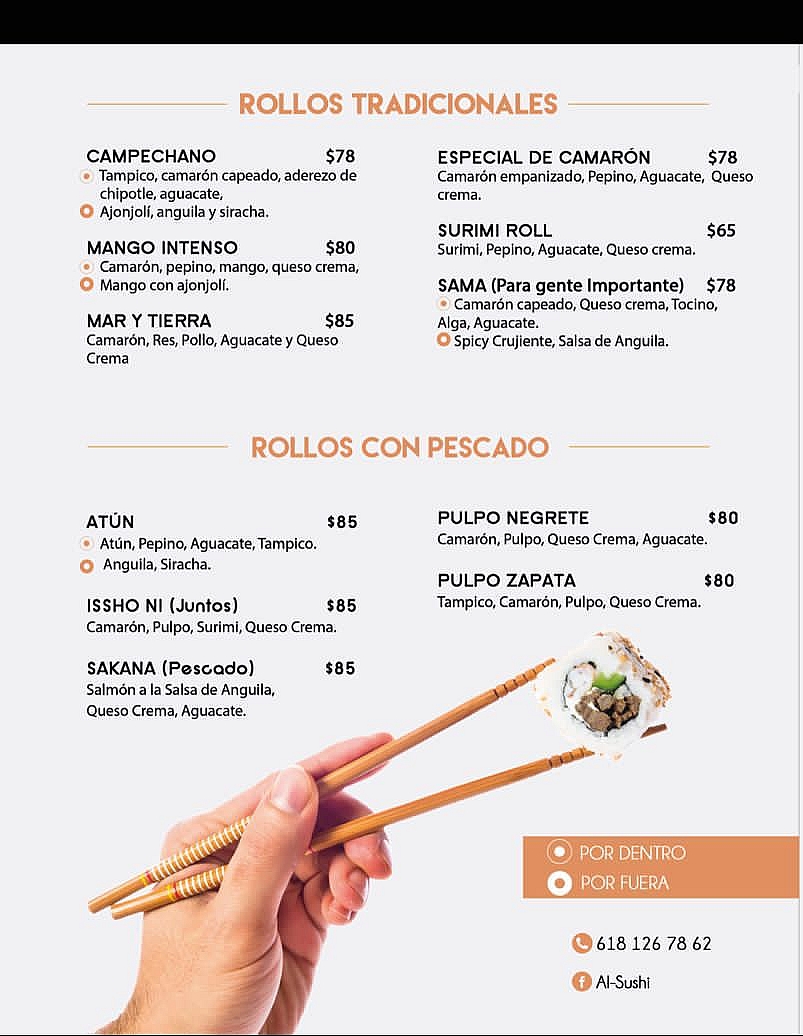 ROLLOS TRADICIONALES
CAMPECHANO $78
Tampico, camarón capeado, aderezo de
chipotle, aguacate,
Ajonjolí, anguila y siracha.
MANGO INTENSO $80
Camarón, pepino, mango, queso crema,
Mango con ajonjolí.
MAR Y TIERRA $85
Camarón, Res, Pollo, Aguacate y Queso
Crema
ESPECIAL DE CAMARÓN $78
Camarón empanizado, Pepino, Aguacate, Queso
crema.
SURIMI ROLL $65
Surimi, Pepino, Aguacate, Queso crema.
SAMA (Para gente Importante) $78
Camarón capeado, Queso crema, Tocino,
Alga, Aguacate.
Spicy Crujiente, Salsa de Anguila.
ROLLOS CON PESCADO
ATÚN $85
Atún, Pepino, Aguacate, Tampico.
Anguila, Siracha.
ISSHO NI (Juntos) $85
Camarón, Pulpo, Surimi, Queso Crema.
SAKANA (Pescado) $85
Salmón a la Salsa de Anguila,
Queso Crema, Aguacate.
PULPO NEGRETE $80
Camarón, Pulpo, Queso Crema, Aguacate.
PULPO ZAPATA $80
Tampico, Camarón, Pulpo, Queso Crema.
POR DENTRO
POR FUERA
618 126 78 62
Al-Sushi